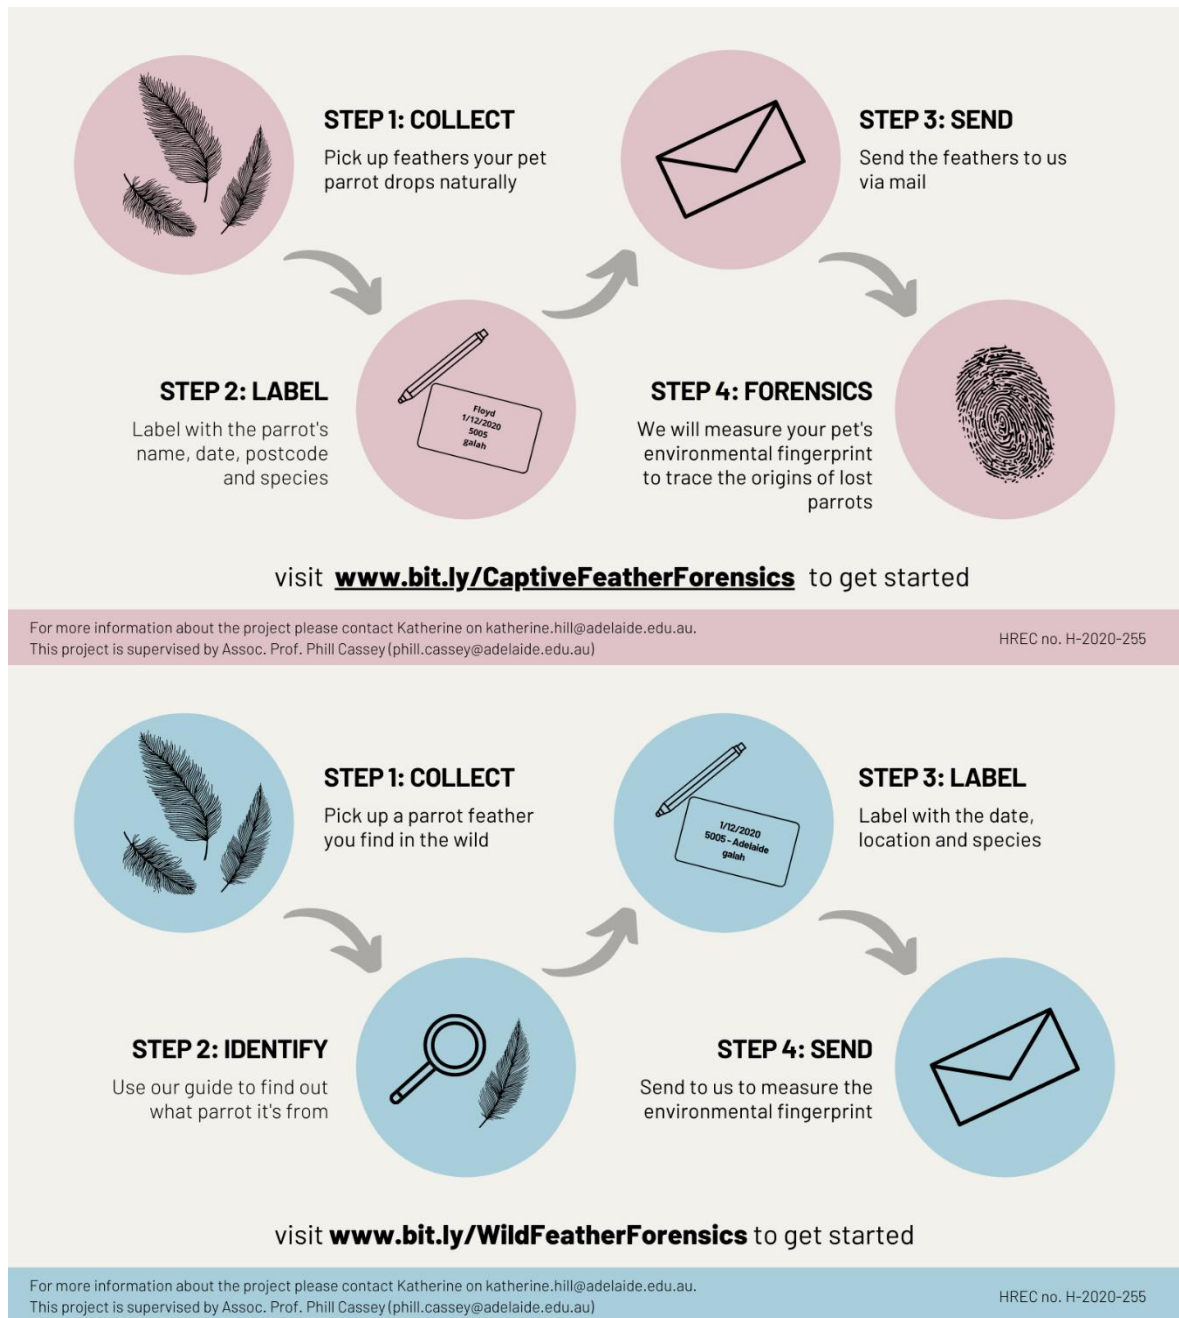 STEP 1: COLLECT
Pick up feathers your pet
parrot drops naturally
STEP 2: LABEL
Label with the parrot's
name, date, postcode
and species
Floyd
1/12/2020
5005
galah
STEP 3: SEND
Send the feathers to us
via mail
STEP 4: FORENSICS
We will measure your pet's
environmental fingerprint
to trace the origins of lost
parrots
visit www.bit.ly/CaptiveFeatherForensics to get started
For more information about the project please contact Katherine on katherine.hill@adelaide.edu.au.
This project is supervised by Assoc. Prof. Phill Cassey (phill.cassey@adelaide.edu.au)
HREC no. H-2020-255
STEP 1: COLLECT
Pick up a parrot feather
you find in the wild
STEP 2: IDENTIFY
Use our guide to find out
what parrot it's from
STEP 3: LABEL
Label with the date,
location and species
1/12/2020
5005 - Adelaide
galah
STEP 4: SEND
Send to us to measure the
environmental fingerprint
visit www.bit.ly/WildFeatherForensics to get started
For more information about the project please contact Katherine on katherine.hill@adelaide.edu.au.
This project is supervised by Assoc. Prof. Phill Cassey (phill.cassey@adelaide.edu.au)
HREC no. H-2020-255